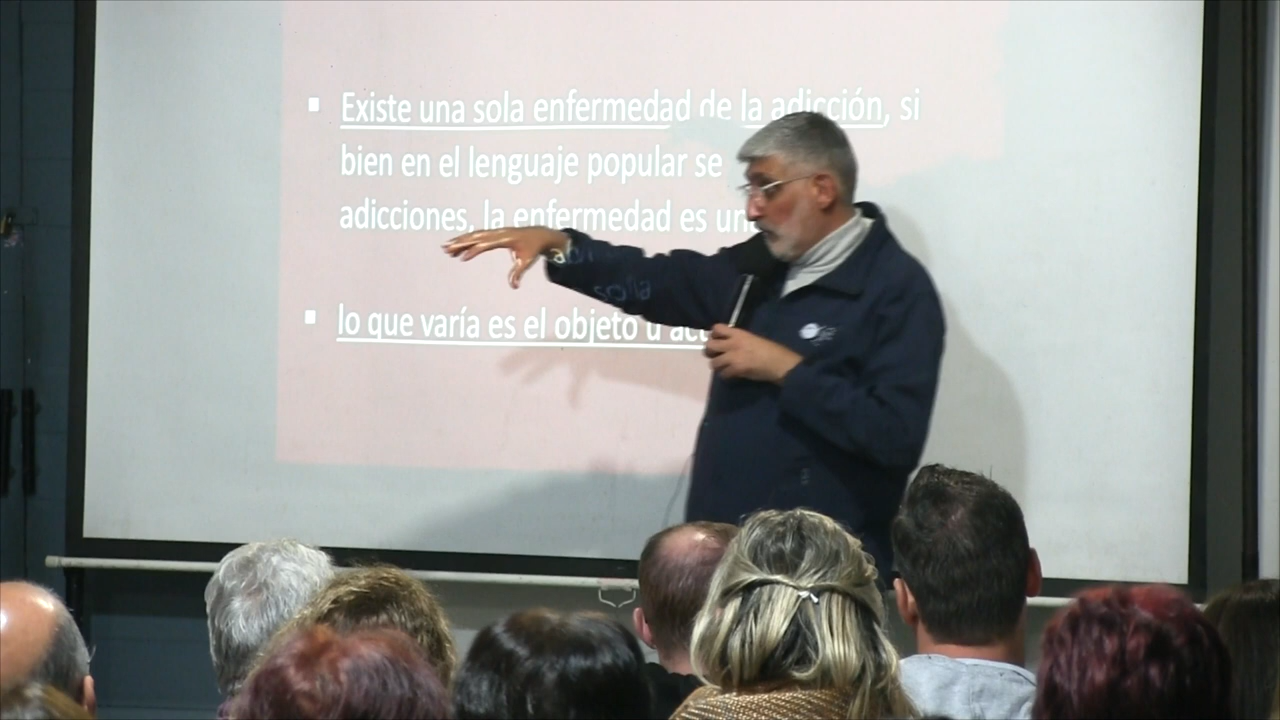 ▪ Existe una sola enfermedad de la adicción, si
bien en el lenguaje popular se
adicciones, la enfermedad es una
▪ lo que varía es el objeto u